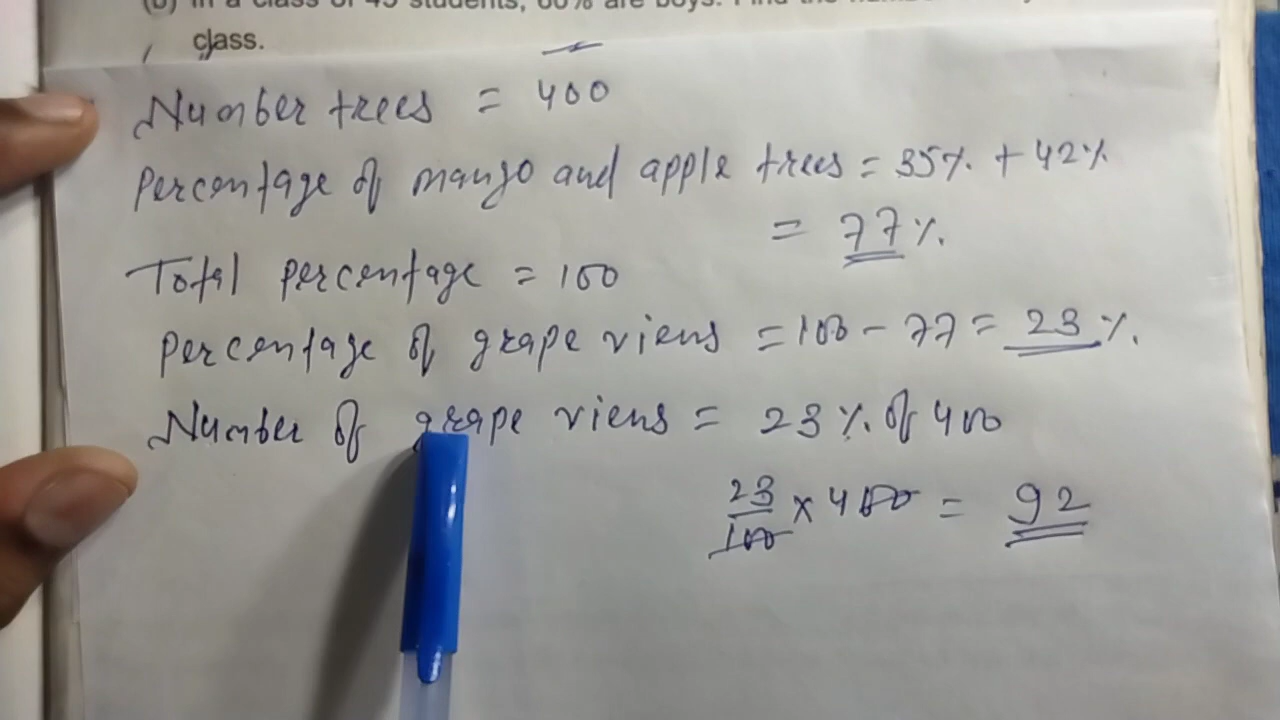 class.
Number trees = 400
Percentage of mango and apple trees = 35% + 42%
= 77%.
Total percentage = 100
Percentage of grape viens = 100 - 77 = 23%.
Number of grape viens = 23% of 400
23/100 x 400 = 92